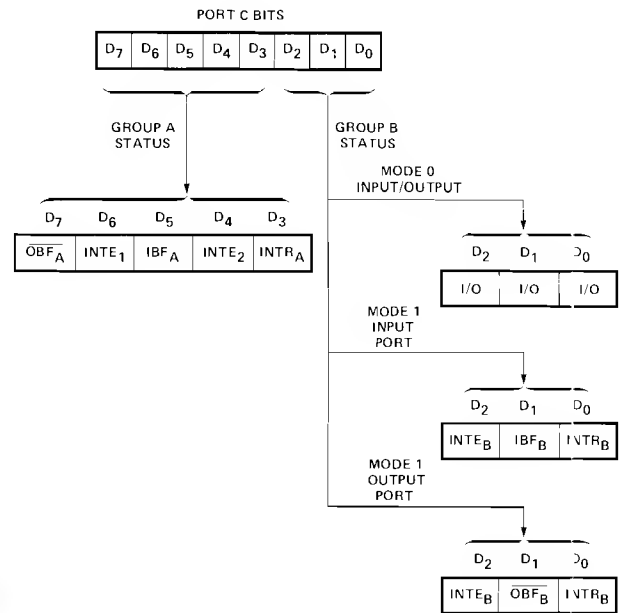 PORT C BITS
D7 D6 D5 D4 D3 D2 D1 D0
GROUP A
STATUS
GROUP B
STATUS
MODE 0
INPUT/OUTPUT
D7 D6 D5 D4 D3
OBFA INTE1 IBFA INTE2 INTRA
D2 D1 D0
I/O I/O I/O
MODE 1
INPUT
PORT
D2 D1 D0
INTEB IBFB INTRB
MODE 1
OUTPUT
PORT
D2 D1 D0
INTEB OBFB INTRB